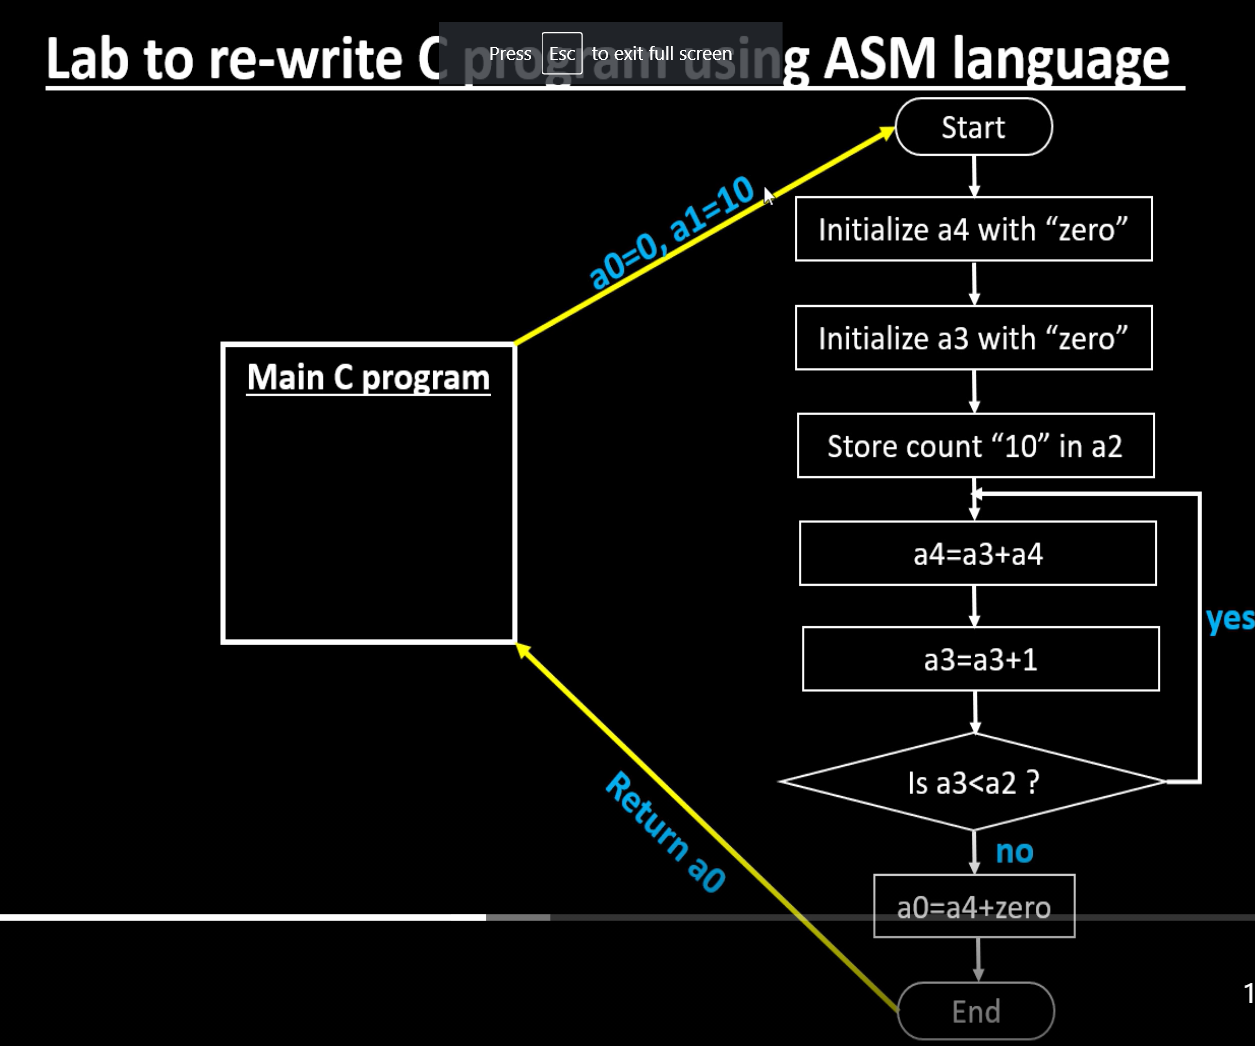 Lab to re-write C program using ASM language
Press Esc to exit full screen
Start
a0=0, a1=10
Initialize a4 with “zero”
Initialize a3 with “zero”
Main C program
Store count “10” in a2
a4=a3+a4
yes
a3=a3+1
Is a3<a2 ?
no
Return a0
a0=a4+zero
End
1